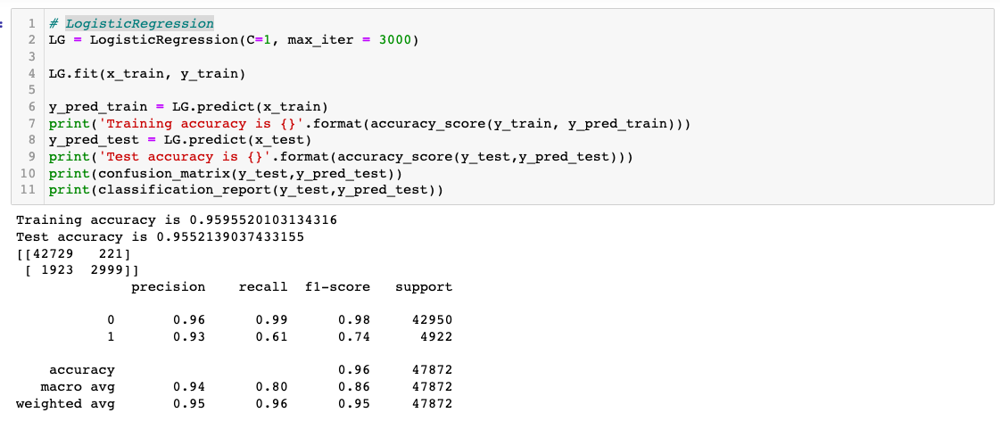 1 # LogisticRegression
2 LG = LogisticRegression(C=1, max_iter = 3000)
3
4 LG.fit(x_train, y_train)
5
6 y_pred_train = LG.predict(x_train)
7 print('Training accuracy is {}'.format(accuracy_score(y_train, y_pred_train)))
8 y_pred_test = LG.predict(x_test)
9 print('Test accuracy is {}'.format(accuracy_score(y_test,y_pred_test)))
10 print(confusion_matrix(y_test,y_pred_test))
11 print(classification_report(y_test,y_pred_test))
Training accuracy is 0.9595520103134316
Test accuracy is 0.9552139037433155
[[42729   221]
 [ 1923  2999]]
              precision    recall  f1-score   support
           0       0.96      0.99      0.98     42950
           1       0.93      0.61      0.74      4922
    accuracy                           0.96     47872
   macro avg       0.94      0.80      0.86     47872
weighted avg       0.95      0.96      0.95     47872